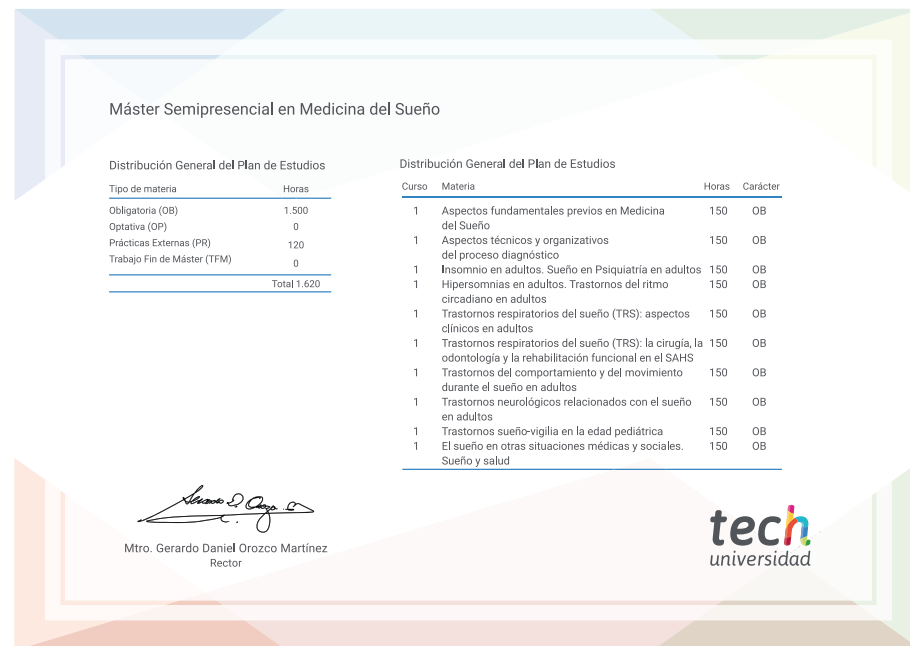 Máster Semipresencial en Medicina del Sueño
Distribución General del Plan de Estudios
Tipo de materia Horas
Obligatoria (OB) 1.500
Optativa (OP) 0
Prácticas Externas (PR) 120
Trabajo Fin de Máster (TFM) 0
Total 1.620
Distribución General del Plan de Estudios
Curso Materia Horas Carácter
1 Aspectos fundamentales previos en Medicina 150 OB
del Sueño
1 Aspectos técnicos y organizativos 150 OB
del proceso diagnóstico
1 Insomnio en adultos. Sueño en Psiquiatría en adultos 150 OB
1 Hipersomnias en adultos. Trastornos del ritmo 150 OB
circadiano en adultos
1 Trastornos respiratorios del sueño (TRS): aspectos 150 OB
clínicos en adultos
1 Trastornos respiratorios del sueño (TRS): la cirugía, la 150 OB
odontología y la rehabilitación funcional en el SAHS
1 Trastornos del comportamiento y del movimiento 150 OB
durante el sueño en adultos
1 Trastornos neurológicos relacionados con el sueño 150 OB
en adultos
1 Trastornos sueño-vigilia en la edad pediátrica 150 OB
1 El sueño en otras situaciones médicas y sociales. 150 OB
Sueño y salud
Mtro. Gerardo Daniel Orozco Martínez
Rector
tech
universidad